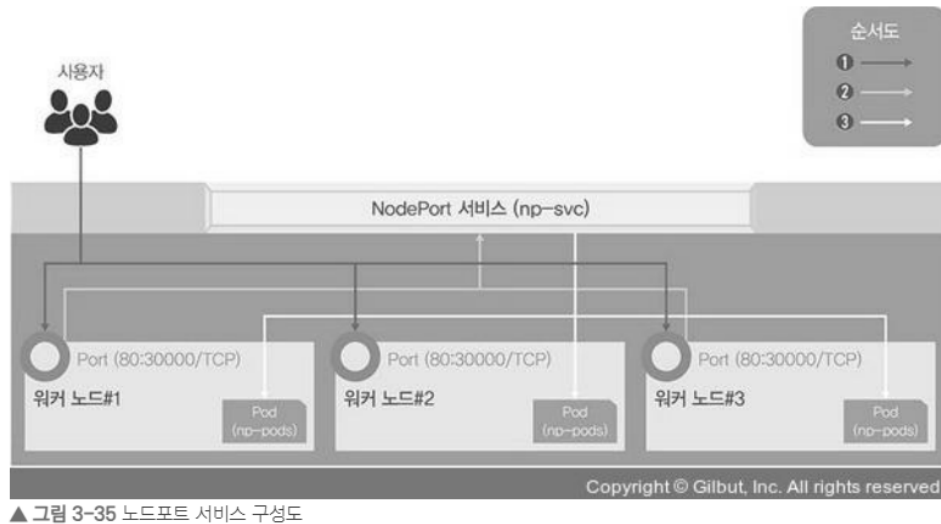 순서도
❶
❷
❸
사용자
NodePort 서비스 (np-svc)
Port (80:30000/TCP)
워커 노드#1
Pod
(np-pods)
Port (80:30000/TCP)
워커 노드#2
Pod
(np-pods)
Port (80:30000/TCP)
워커 노드#3
Pod
(np-pods)
Copyright © Gilbut, Inc. All rights reserved
▲ 그림 3-35 노드포트 서비스 구성도